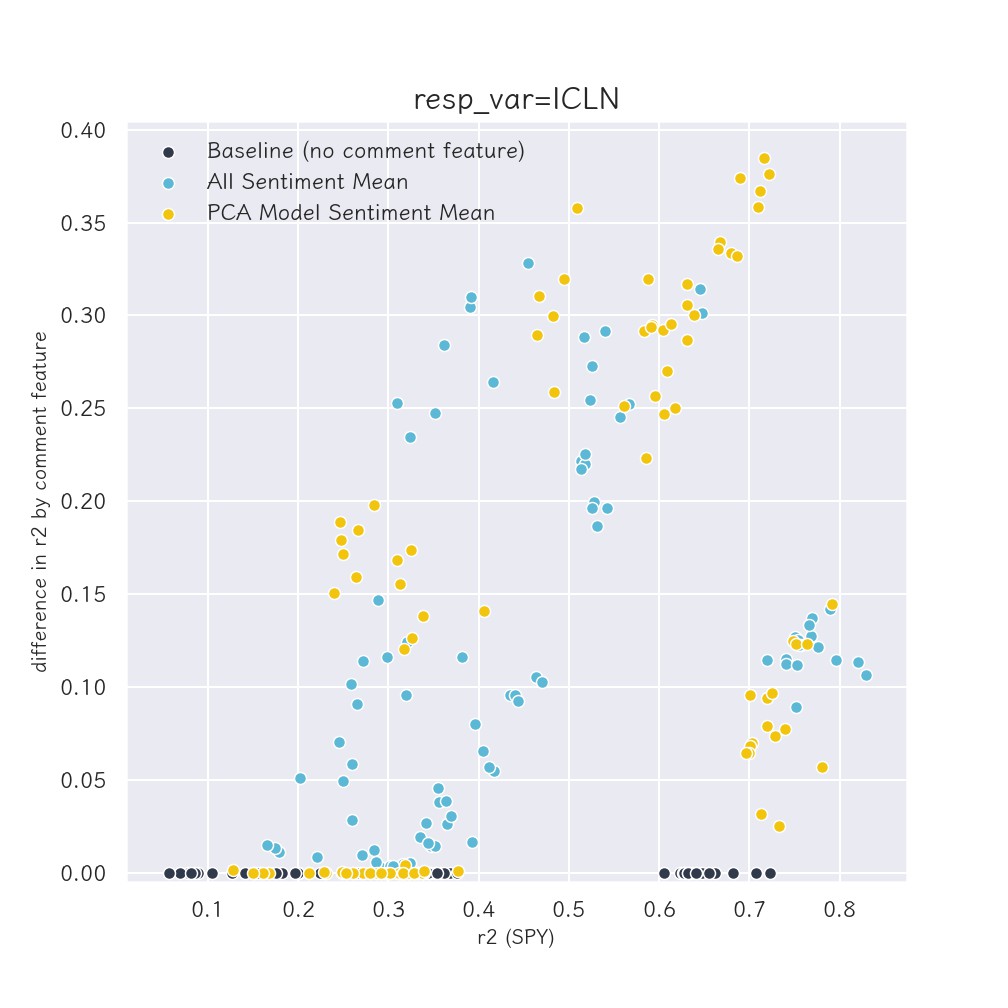 resp_var=ICLN
Baseline (no comment feature)
All Sentiment Mean
PCA Model Sentiment Mean
difference in r2 by comment feature
0.40
0.35
0.30
0.25
0.20
0.15
0.10
0.05
0.00
0.1 0.2 0.3 0.4 0.5 0.6 0.7 0.8
r2 (SPY)